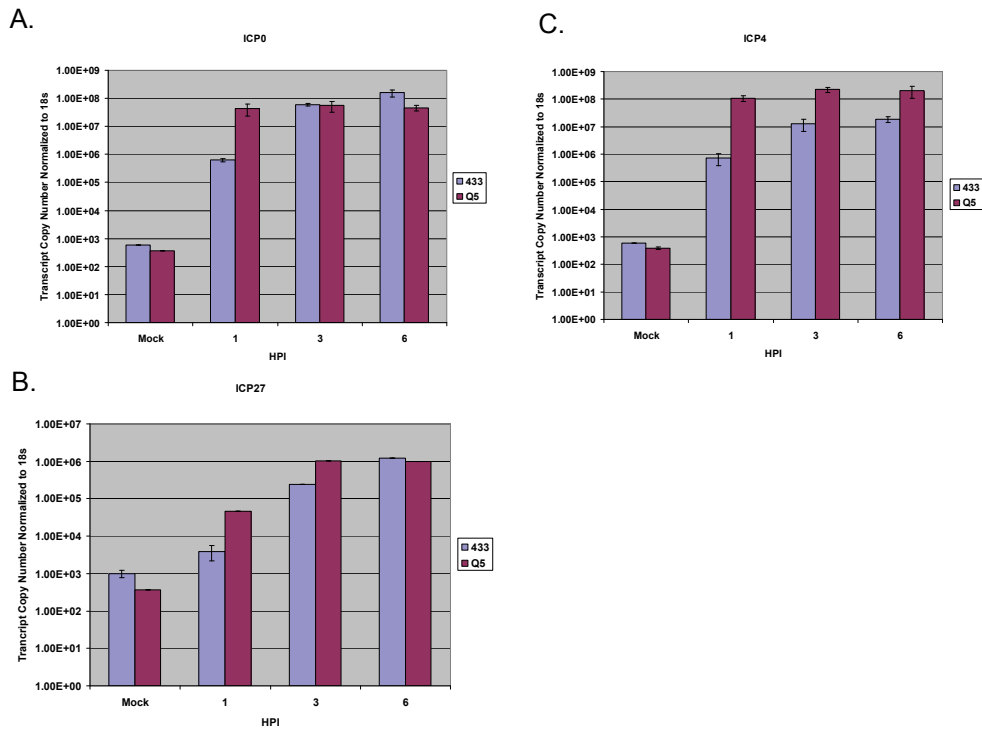 A.
ICP0
Transcript Copy Number Normalized to 18s
1.00E+09
1.00E+08
1.00E+07
1.00E+06
1.00E+05
1.00E+04
1.00E+03
1.00E+02
1.00E+01
1.00E+00
Mock 1 3 6
HPI
433
Q5
C.
ICP4
Transcript Copy Number Normalized to 18s
1.00E+09
1.00E+08
1.00E+07
1.00E+06
1.00E+05
1.00E+04
1.00E+03
1.00E+02
1.00E+01
1.00E+00
Mock 1 3 6
HPI
433
Q5
B.
ICP27
Trancript Copy Number Normalized to 18s
1.00E+07
1.00E+06
1.00E+05
1.00E+04
1.00E+03
1.00E+02
1.00E+01
1.00E+00
Mock 1 3 6
HPI
433
Q5